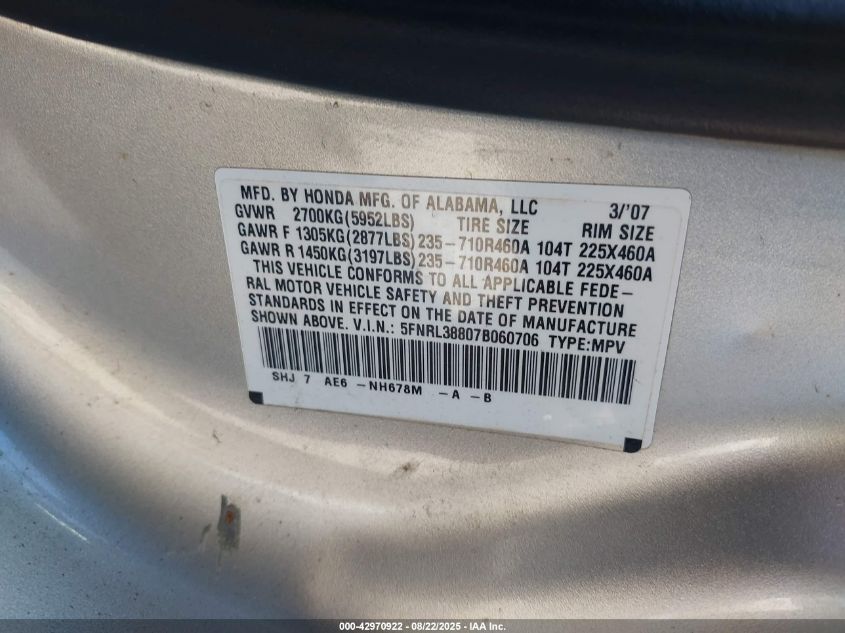 MFD. BY HONDA MFG. OF ALABAMA, LLC 3/'07
GVWR 2700KG(5952LBS) TIRE SIZE RIM SIZE
GAWR F 1305KG(2877LBS) 235-710R460A 104T 225X460A
GAWR R 1450KG(3197LBS) 235-710R460A 104T 225X460A
THIS VEHICLE CONFORMS TO ALL APPLICABLE FEDE-
RAL MOTOR VEHICLE SAFETY AND THEFT PREVENTION
STANDARDS IN EFFECT ON THE DATE OF MANUFACTURE
SHOWN ABOVE. V.I.N.: 5FNRL38807B060706 TYPE:MPV
SHJ 7 AE6 -NH678M -A -B
000-42970922 - 08/22/2025 - IAA Inc.